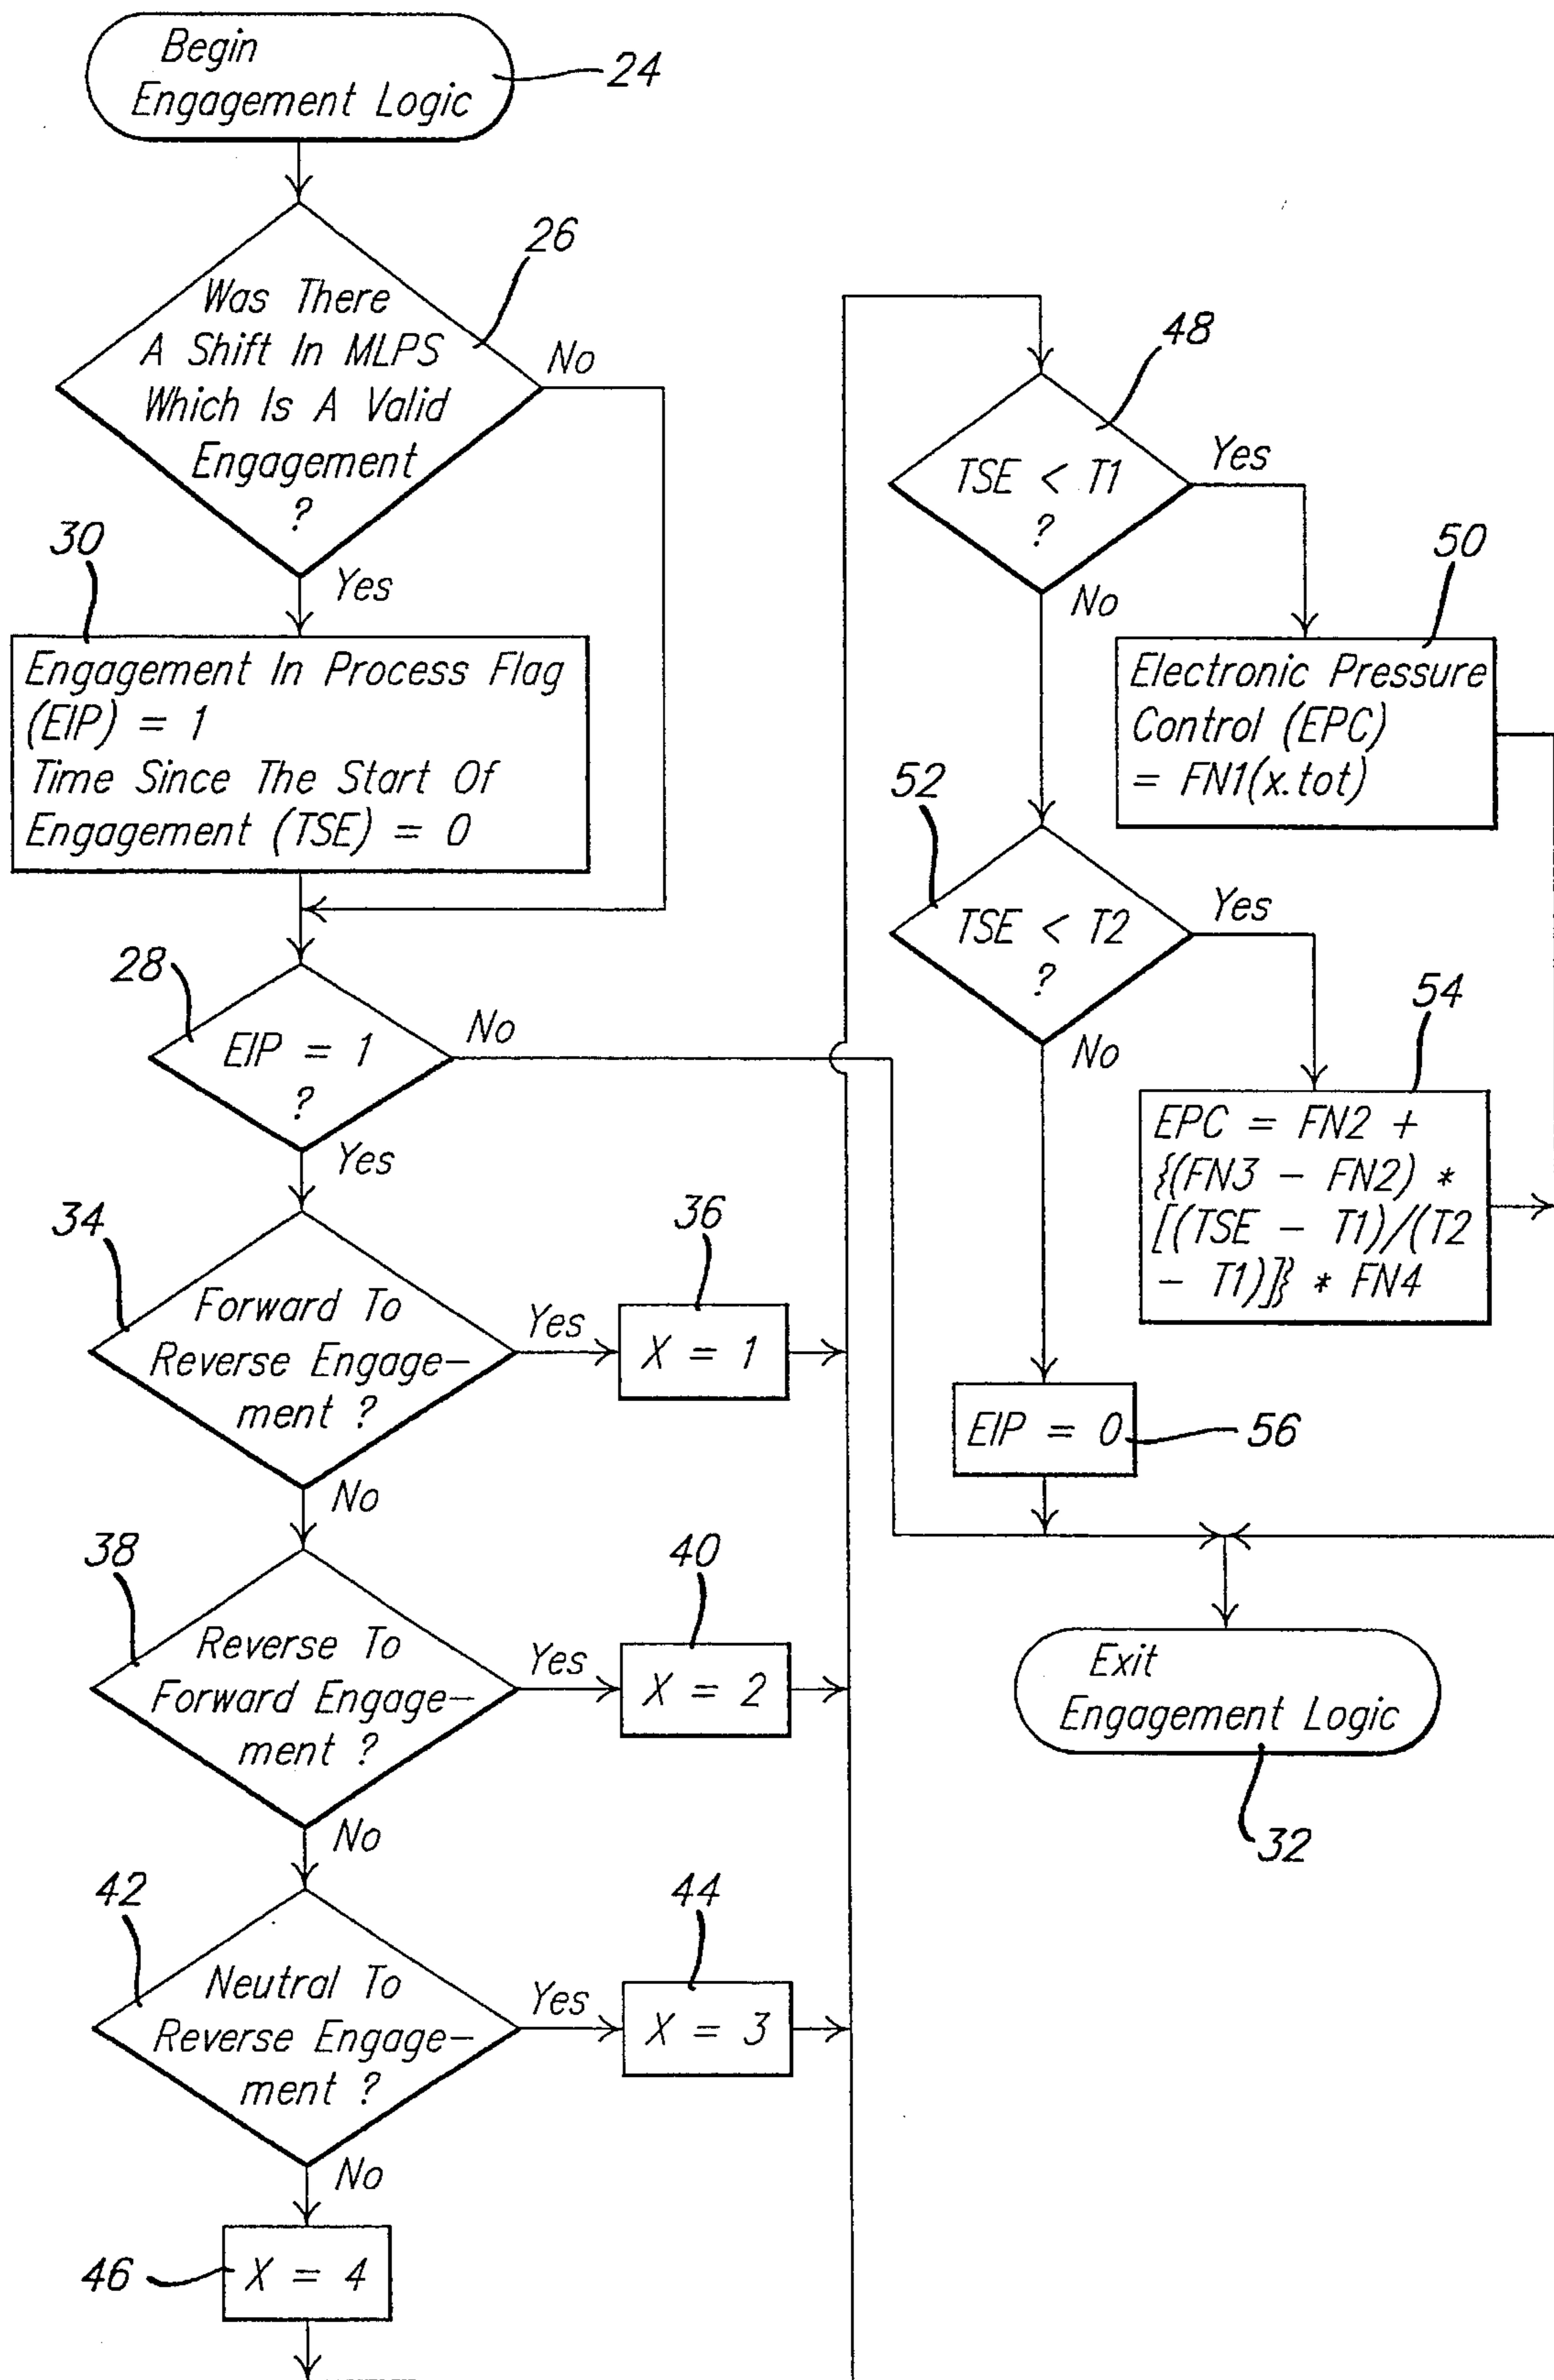 Begin
Engagement Logic
24
26
Was There
A Shift In MLPS
Which Is A Valid
Engagement
?
No
Yes
30
Engagement In Process Flag
(EIP) = 1
Time Since The Start Of
Engagement (TSE) = 0
28
EIP = 1
?
No
Yes
34
Forward To
Reverse Engage-
ment ?
Yes
36
X = 1
No
38
Reverse To
Forward Engage-
ment ?
Yes
40
X = 2
No
42
Neutral To
Reverse Engage-
ment ?
Yes
44
X = 3
No
46
X = 4
48
TSE < T1
?
Yes
No
50
Electronic Pressure
Control (EPC)
= FN1(x.tot)
52
TSE < T2
?
Yes
No
54
EPC = FN2 +
{(FN3 - FN2) *
[(TSE - T1)/(T2
- T1)]} * FN4
EIP = 0
56
Exit
Engagement Logic
32